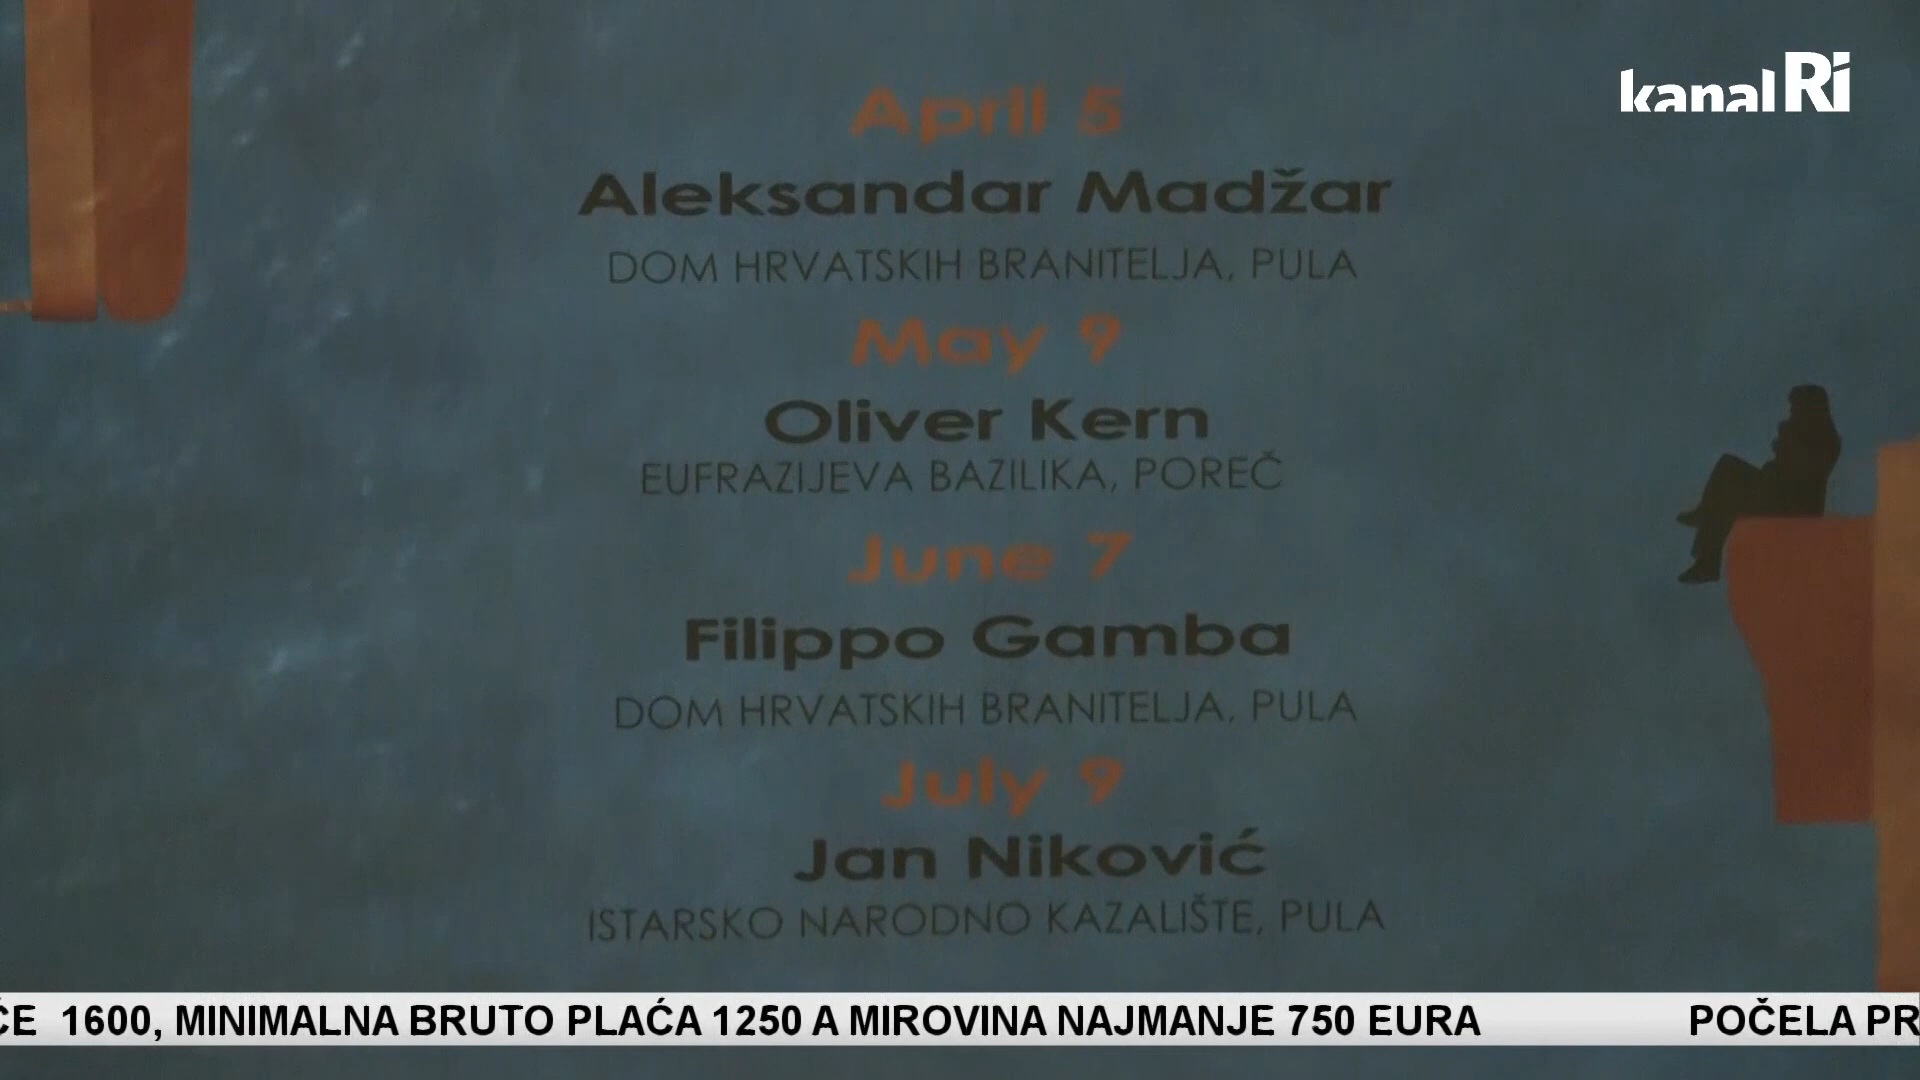 kanalRi
April 5
Aleksandar Madžar
DOM HRVATSKIH BRANITELJA, PULA
May 9
Oliver Kern
EUFRAZIJEVA BAZILIKA, POREČ
June 7
Filippo Gamba
DOM HRVATSKIH BRANITELJA, PULA
July 9
Jan Niković
ISTARSKO NARODNO KAZALIŠTE, PULA
1600, MINIMALNA BRUTO PLAĆA 1250 A MIROVINA NAJMANJE 750 EURA POČELA